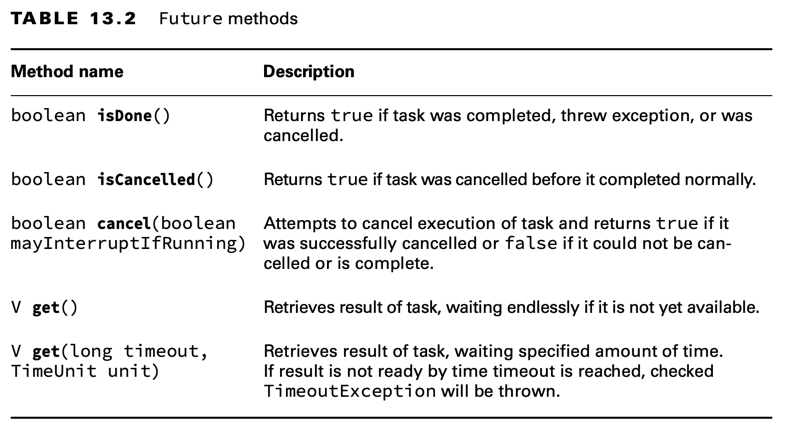 TABLE 13.2 Future methods
Method name Description
boolean isDone() Returns true if task was completed, threw exception, or was
cancelled.
boolean isCancelled() Returns true if task was cancelled before it completed normally.
boolean cancel(boolean Attempts to cancel execution of task and returns true if it
mayInterruptIfRunning) was successfully cancelled or false if it could not be can-
celled or is complete.
V get() Retrieves result of task, waiting endlessly if it is not yet available.
V get(long timeout, Retrieves result of task, waiting specified amount of time.
TimeUnit unit) If result is not ready by time timeout is reached, checked
TimeoutException will be thrown.